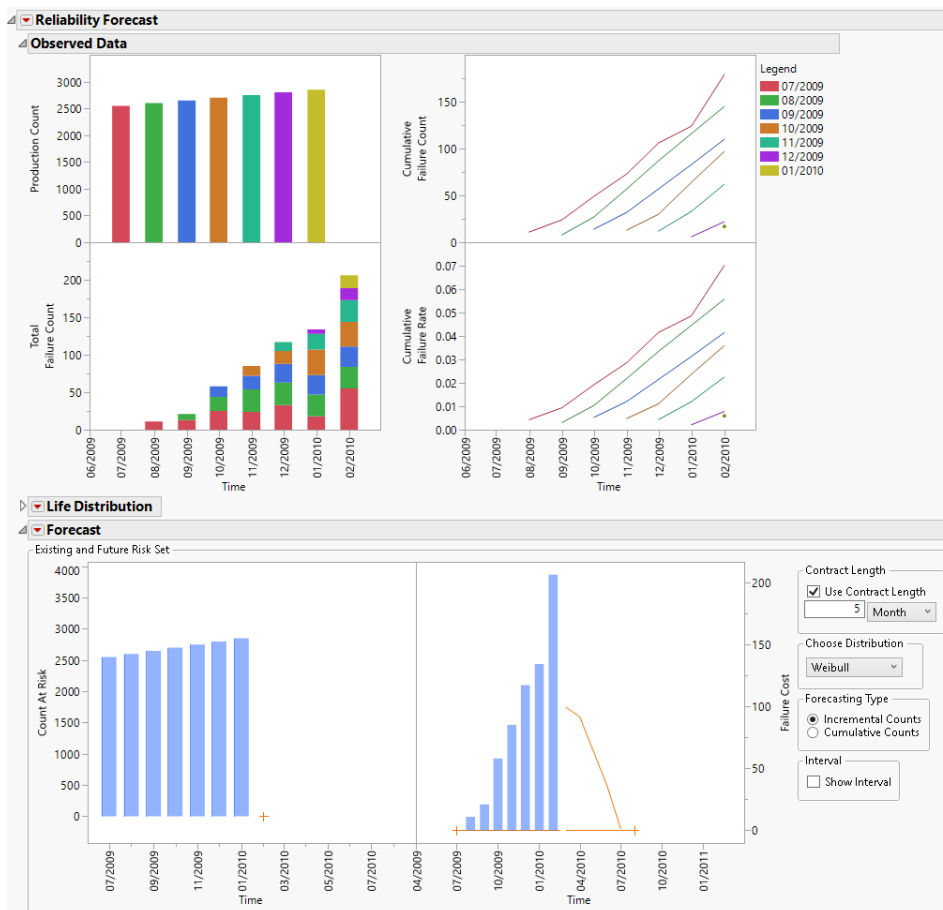 Reliability Forecast
Observed Data
Production Count
3000
2500
2000
1500
1000
500
0
Cumulative
Failure Count
150
100
50
0
Legend
07/2009
08/2009
09/2009
10/2009
11/2009
12/2009
01/2010
Total
Failure Count
200
150
100
50
0
06/2009
07/2009
08/2009
09/2009
10/2009
11/2009
12/2009
01/2010
02/2010
Time
Cumulative
Failure Rate
0.07
0.06
0.05
0.04
0.03
0.02
0.01
0.00
06/2009
07/2009
08/2009
09/2009
10/2009
11/2009
12/2009
01/2010
02/2010
Time
Life Distribution
Forecast
Existing and Future Risk Set
Count At Risk
4000
3500
3000
2500
2000
1500
1000
500
0
07/2009
09/2009
11/2009
01/2010
03/2010
05/2010
07/2010
Time
200
150
100
50
0
Failure Cost
04/2009
07/2009
10/2009
01/2010
04/2010
07/2010
10/2010
01/2011
Time
Contract Length
Use Contract Length
5 Month
Choose Distribution
Weibull
Forecasting Type
Incremental Counts
Cumulative Counts
Interval
Show Interval